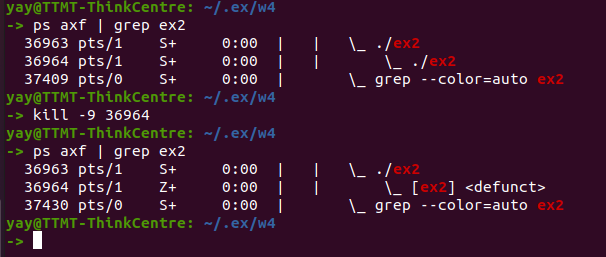 yay@TTMT-ThinkCentre: ~/.ex/w4
-> ps axf | grep ex2
  36963 pts/1    S+     0:00  |   |   \_ ./ex2
  36964 pts/1    S+     0:00  |   |       \_ ./ex2
  37409 pts/0    S+     0:00  |       \_ grep --color=auto ex2
yay@TTMT-ThinkCentre: ~/.ex/w4
-> kill -9 36964
yay@TTMT-ThinkCentre: ~/.ex/w4
-> ps axf | grep ex2
  36963 pts/1    S+     0:00  |   |   \_ ./ex2
  36964 pts/1    Z+     0:00  |   |       \_ [ex2] <defunct>
  37430 pts/0    S+     0:00  |       \_ grep --color=auto ex2
yay@TTMT-ThinkCentre: ~/.ex/w4
->